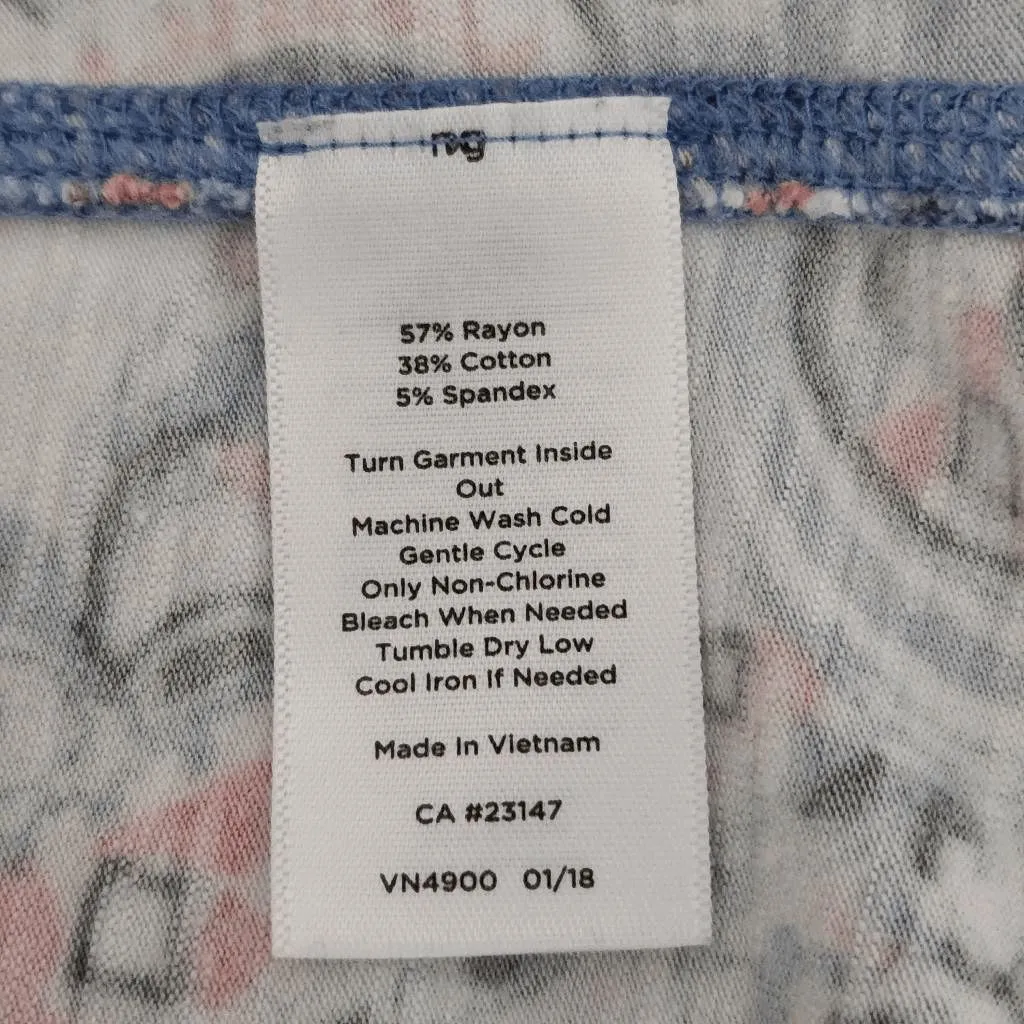 57% Rayon
38% Cotton
5% Spandex
Turn Garment Inside
Out
Machine Wash Cold
Gentle Cycle
Only Non-Chlorine
Bleach When Needed
Tumble Dry Low
Cool Iron If Needed
Made In Vietnam
CA #23147
VN4900 01/18